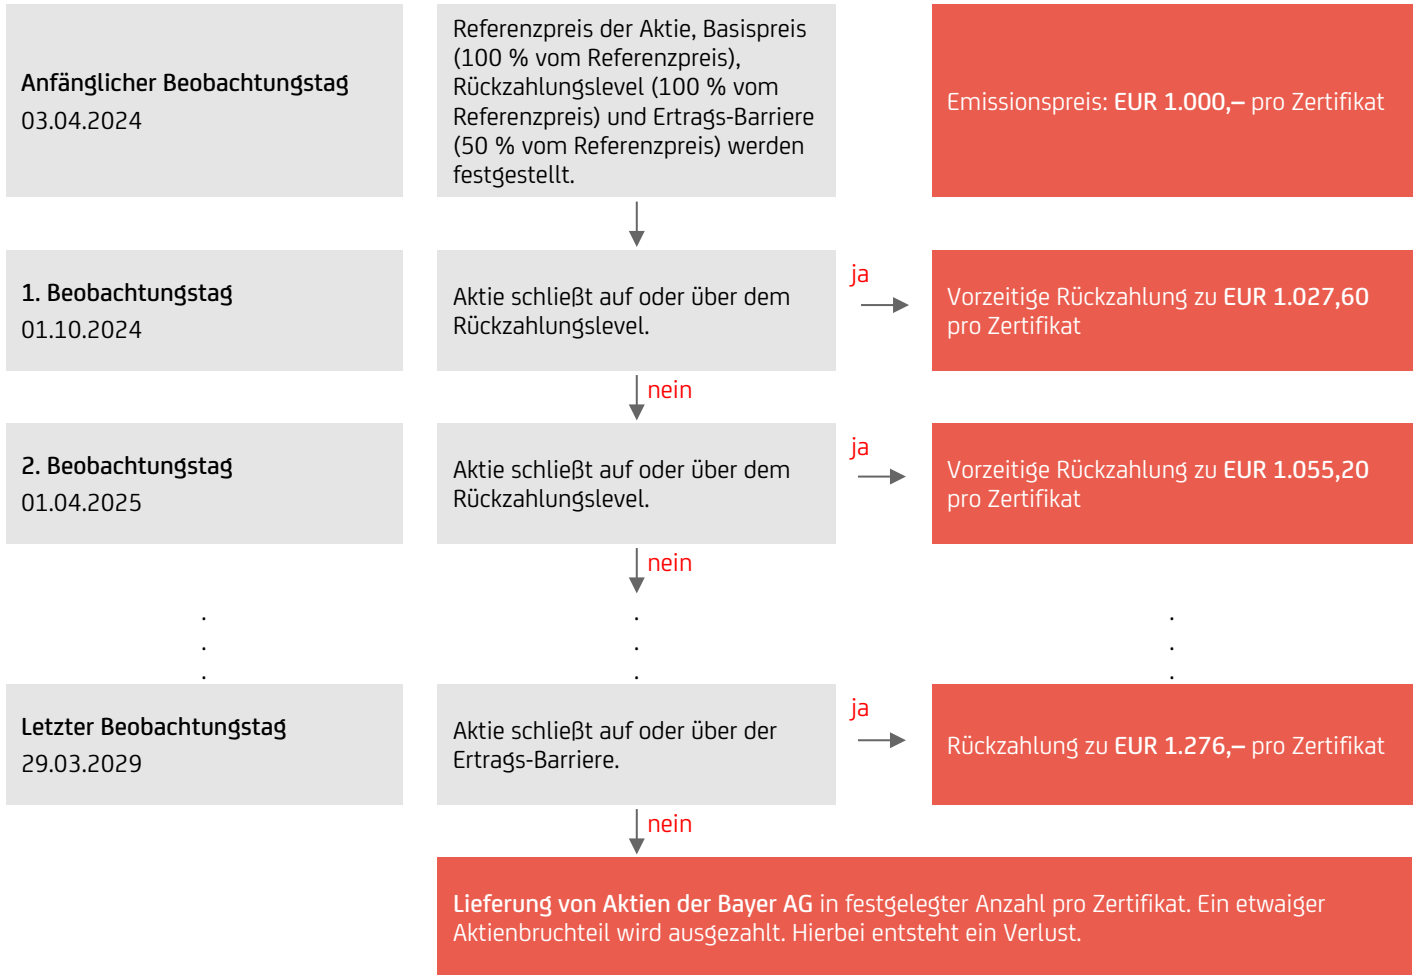 Anfänglicher Beobachtungstag
03.04.2024
Referenzpreis der Aktie, Basispreis
(100 % vom Referenzpreis),
Rückzahlungslevel (100 % vom
Referenzpreis) und Ertrags-Barriere
(50 % vom Referenzpreis) werden
festgestellt.
Emissionspreis: EUR 1.000,– pro Zertifikat
1. Beobachtungstag
01.10.2024
Aktie schließt auf oder über dem
Rückzahlungslevel.
ja
Vorzeitige Rückzahlung zu EUR 1.027,60
pro Zertifikat
nein
2. Beobachtungstag
01.04.2025
Aktie schließt auf oder über dem
Rückzahlungslevel.
ja
Vorzeitige Rückzahlung zu EUR 1.055,20
pro Zertifikat
nein
Letzter Beobachtungstag
29.03.2029
Aktie schließt auf oder über der
Ertrags-Barriere.
ja
Rückzahlung zu EUR 1.276,– pro Zertifikat
nein
Lieferung von Aktien der Bayer AG in festgelegter Anzahl pro Zertifikat. Ein etwaiger
Aktienbruchteil wird ausgezahlt. Hierbei entsteht ein Verlust.